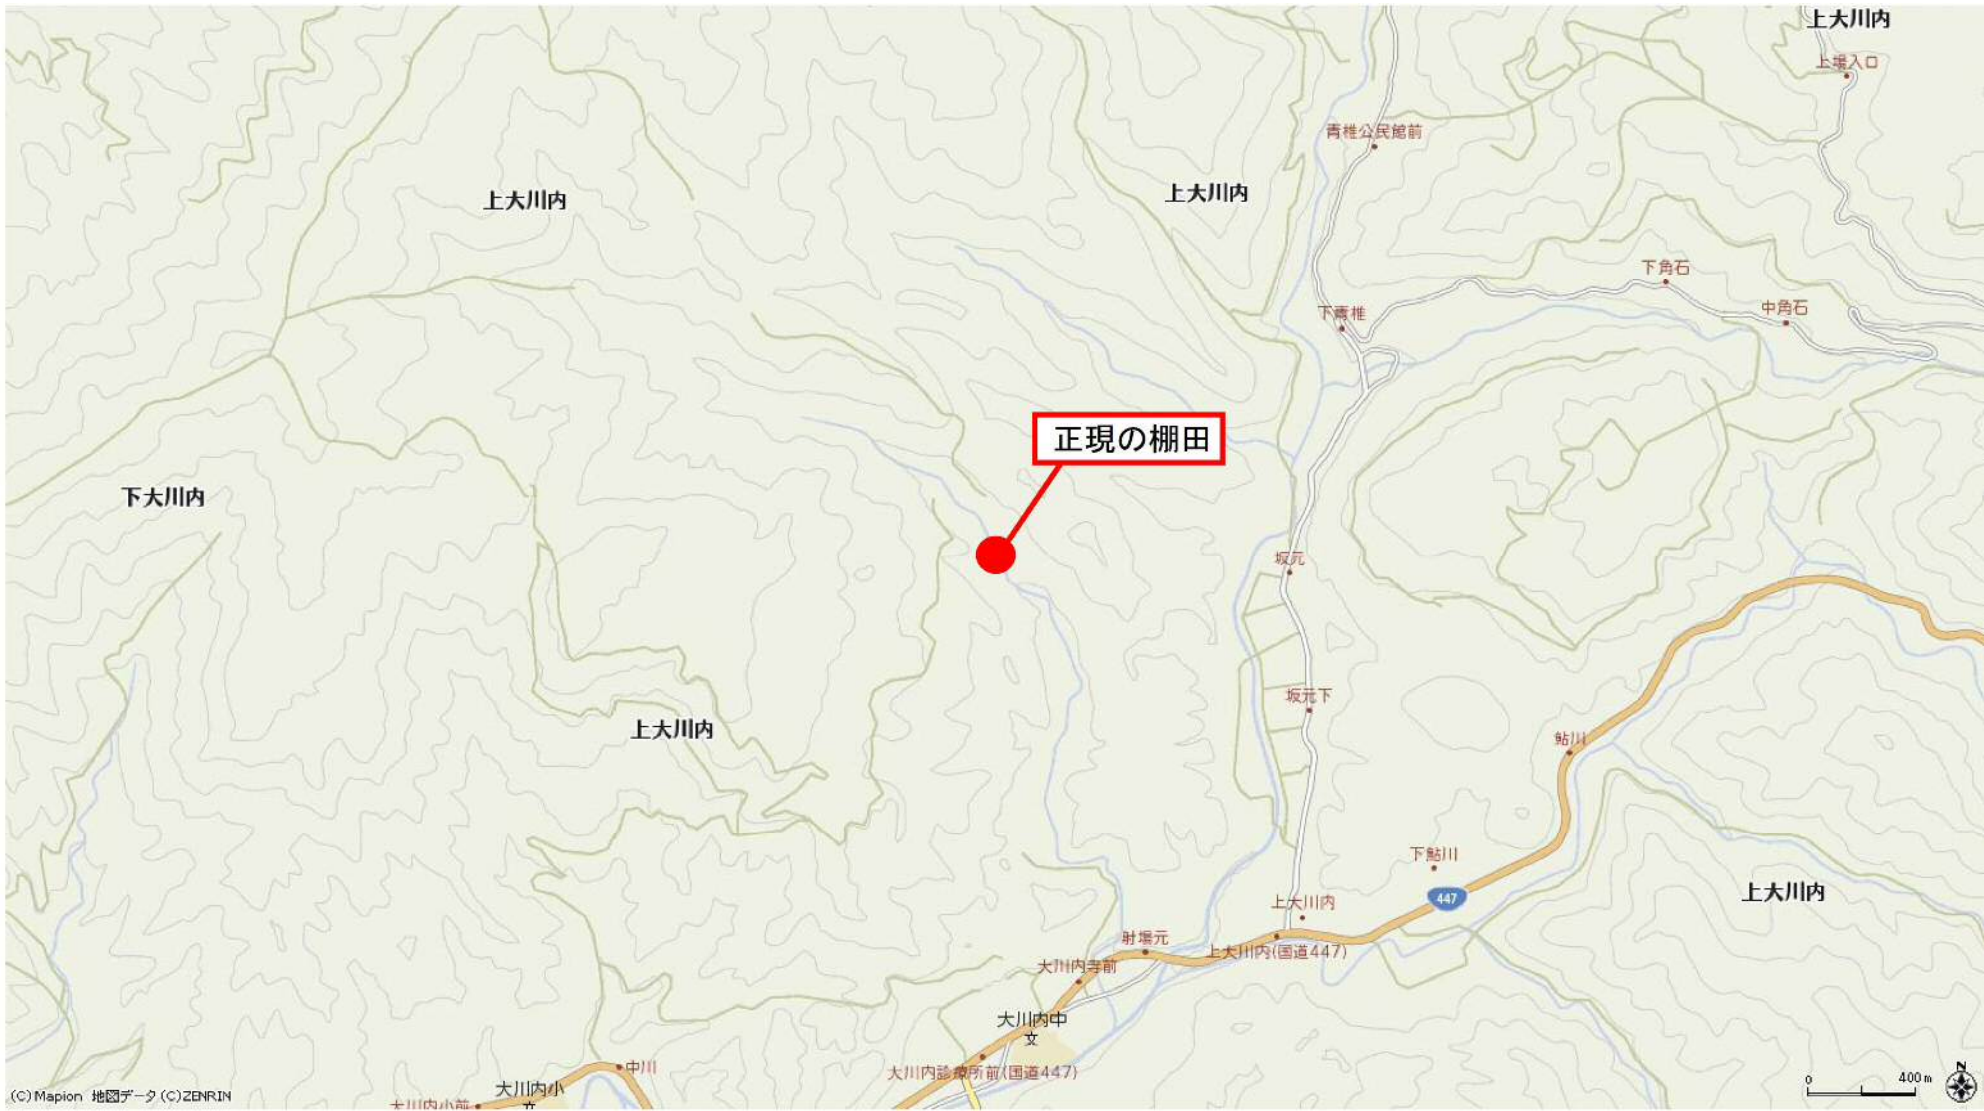 上大川内
上場入口
青椎公民館前
上大川内
上大川内
下角石
中角石
下青椎
正現の棚田
下大川内
坂元
坂元下
上大川内
鮎川
下鮎川
447
上大川内
上大川内
射場元
上大川内(国道447)
大川内寺前
大川内中
文
中川
大川内診療所前(国道447)
大川内小
文
大川内小前
(C)Mapion 地図データ(C)ZENRIN
0 400m
N